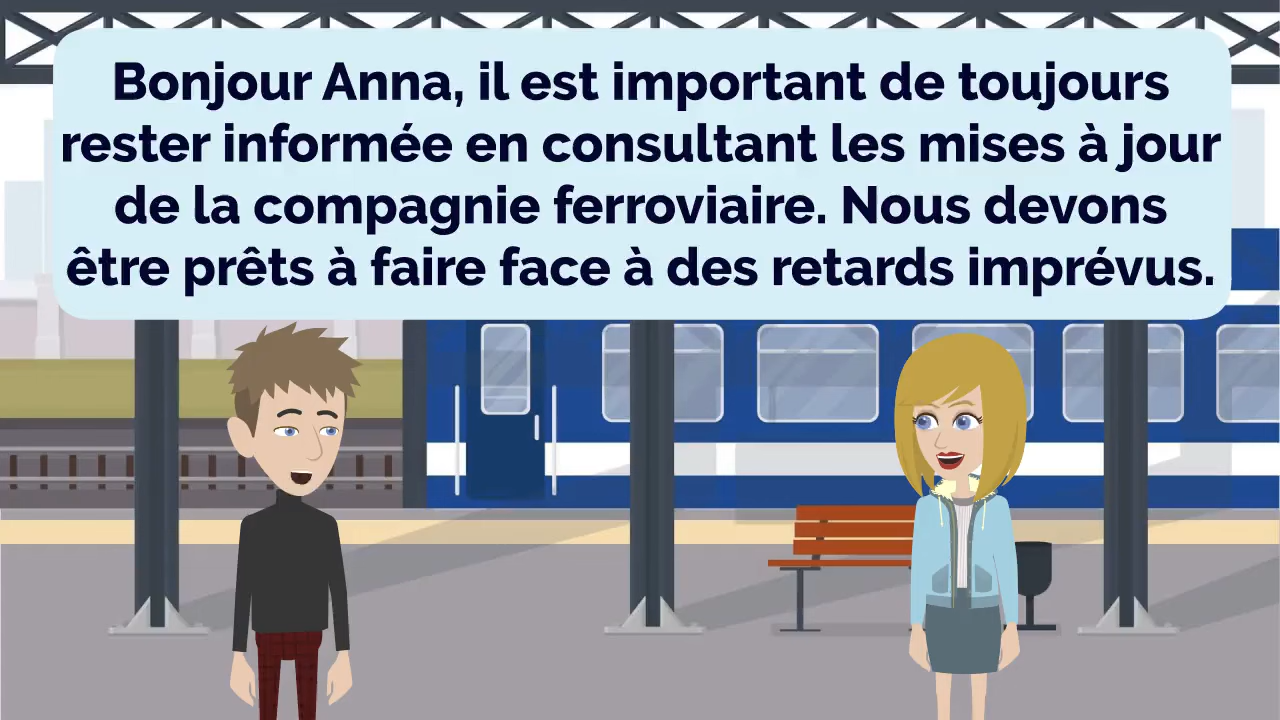 Bonjour Anna, il est important de toujours
rester informée en consultant les mises à jour
de la compagnie ferroviaire. Nous devons
être prêts à faire face à des retards imprévus.